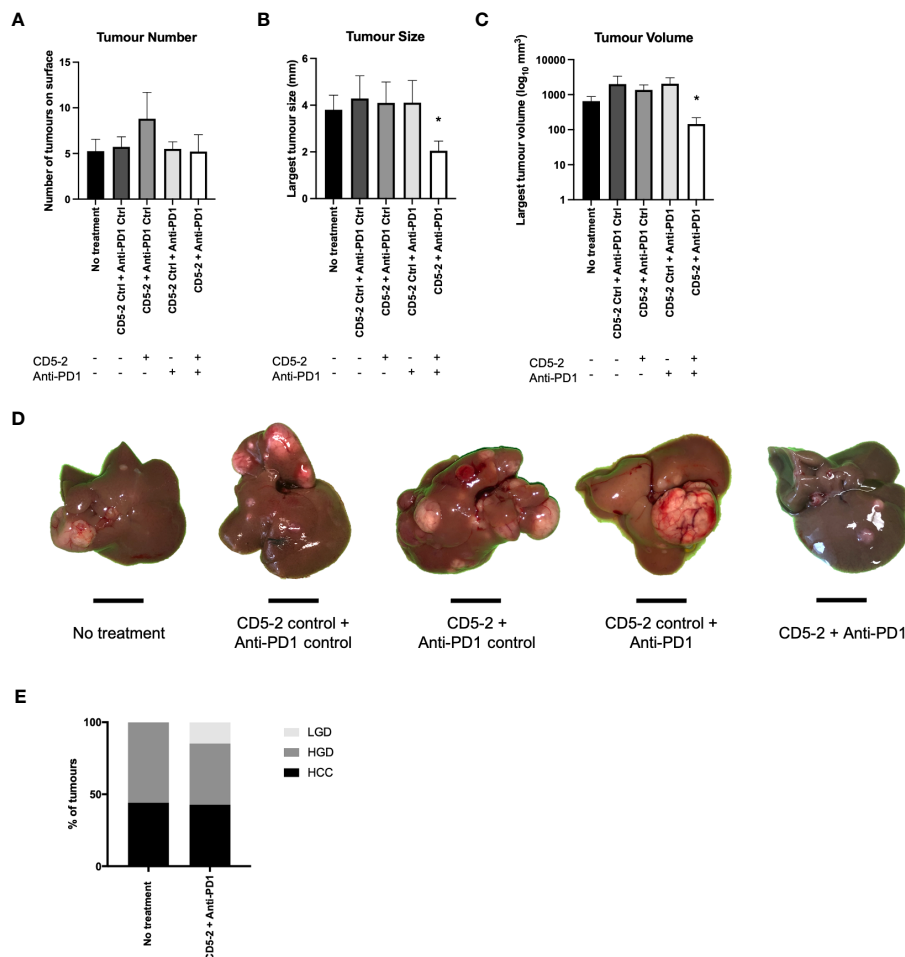 A
Tumour Number
Number of tumours on surface
15
10
5
0
No treatment
CD5-2 Ctrl + Anti-PD1 Ctrl
CD5-2 + Anti-PD1 Ctrl
CD5-2 Ctrl + Anti-PD1
CD5-2 + Anti-PD1
CD5-2 - - + - +
Anti-PD1 - - - + +
B
Tumour Size
Largest tumour size (mm)
6
4
2
0
*
No treatment
CD5-2 Ctrl + Anti-PD1 Ctrl
CD5-2 + Anti-PD1 Ctrl
CD5-2 Ctrl + Anti-PD1
CD5-2 + Anti-PD1
CD5-2 - - + - +
Anti-PD1 - - - + +
C
Tumour Volume
Largest tumour volume (log10 mm³)
10000
1000
100
10
1
*
No treatment
CD5-2 Ctrl + Anti-PD1 Ctrl
CD5-2 + Anti-PD1 Ctrl
CD5-2 Ctrl + Anti-PD1
CD5-2 + Anti-PD1
CD5-2 - - + - +
Anti-PD1 - - - + +
D
No treatment
CD5-2 control +
Anti-PD1 control
CD5-2 +
Anti-PD1 control
CD5-2 control +
Anti-PD1
CD5-2 + Anti-PD1
E
% of tumours
100
50
0
No treatment
CD5-2 + Anti-PD1
LGD
HGD
HCC